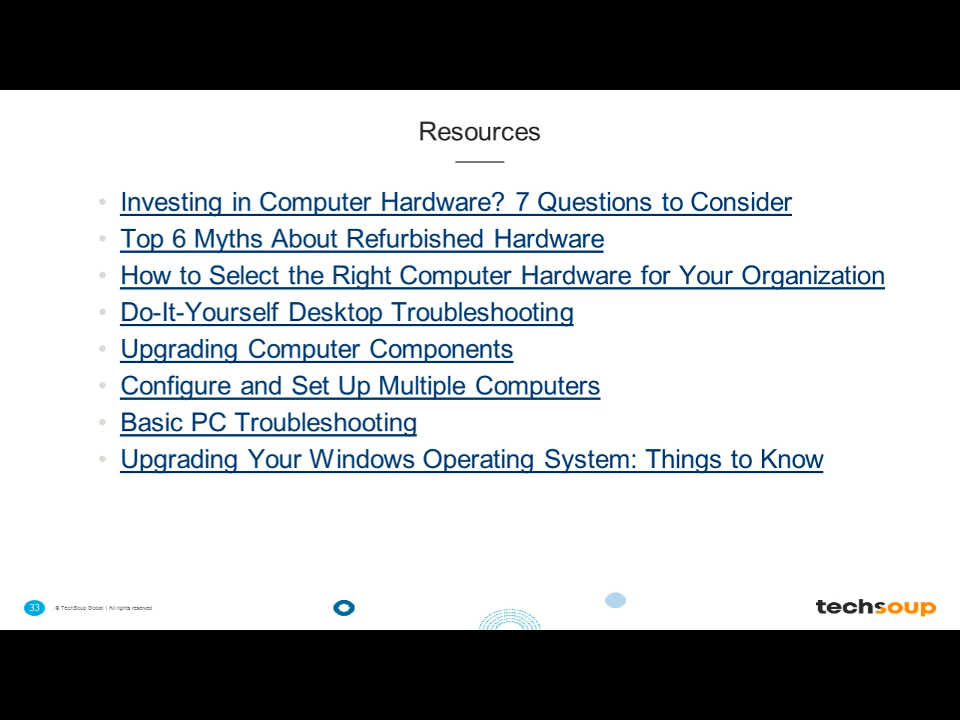 Resources
• Investing in Computer Hardware? 7 Questions to Consider
• Top 6 Myths About Refurbished Hardware
• How to Select the Right Computer Hardware for Your Organization
• Do-It-Yourself Desktop Troubleshooting
• Upgrading Computer Components
• Configure and Set Up Multiple Computers
• Basic PC Troubleshooting
• Upgrading Your Windows Operating System: Things to Know
33 © TechSoup Global | All rights reserved
techsoup